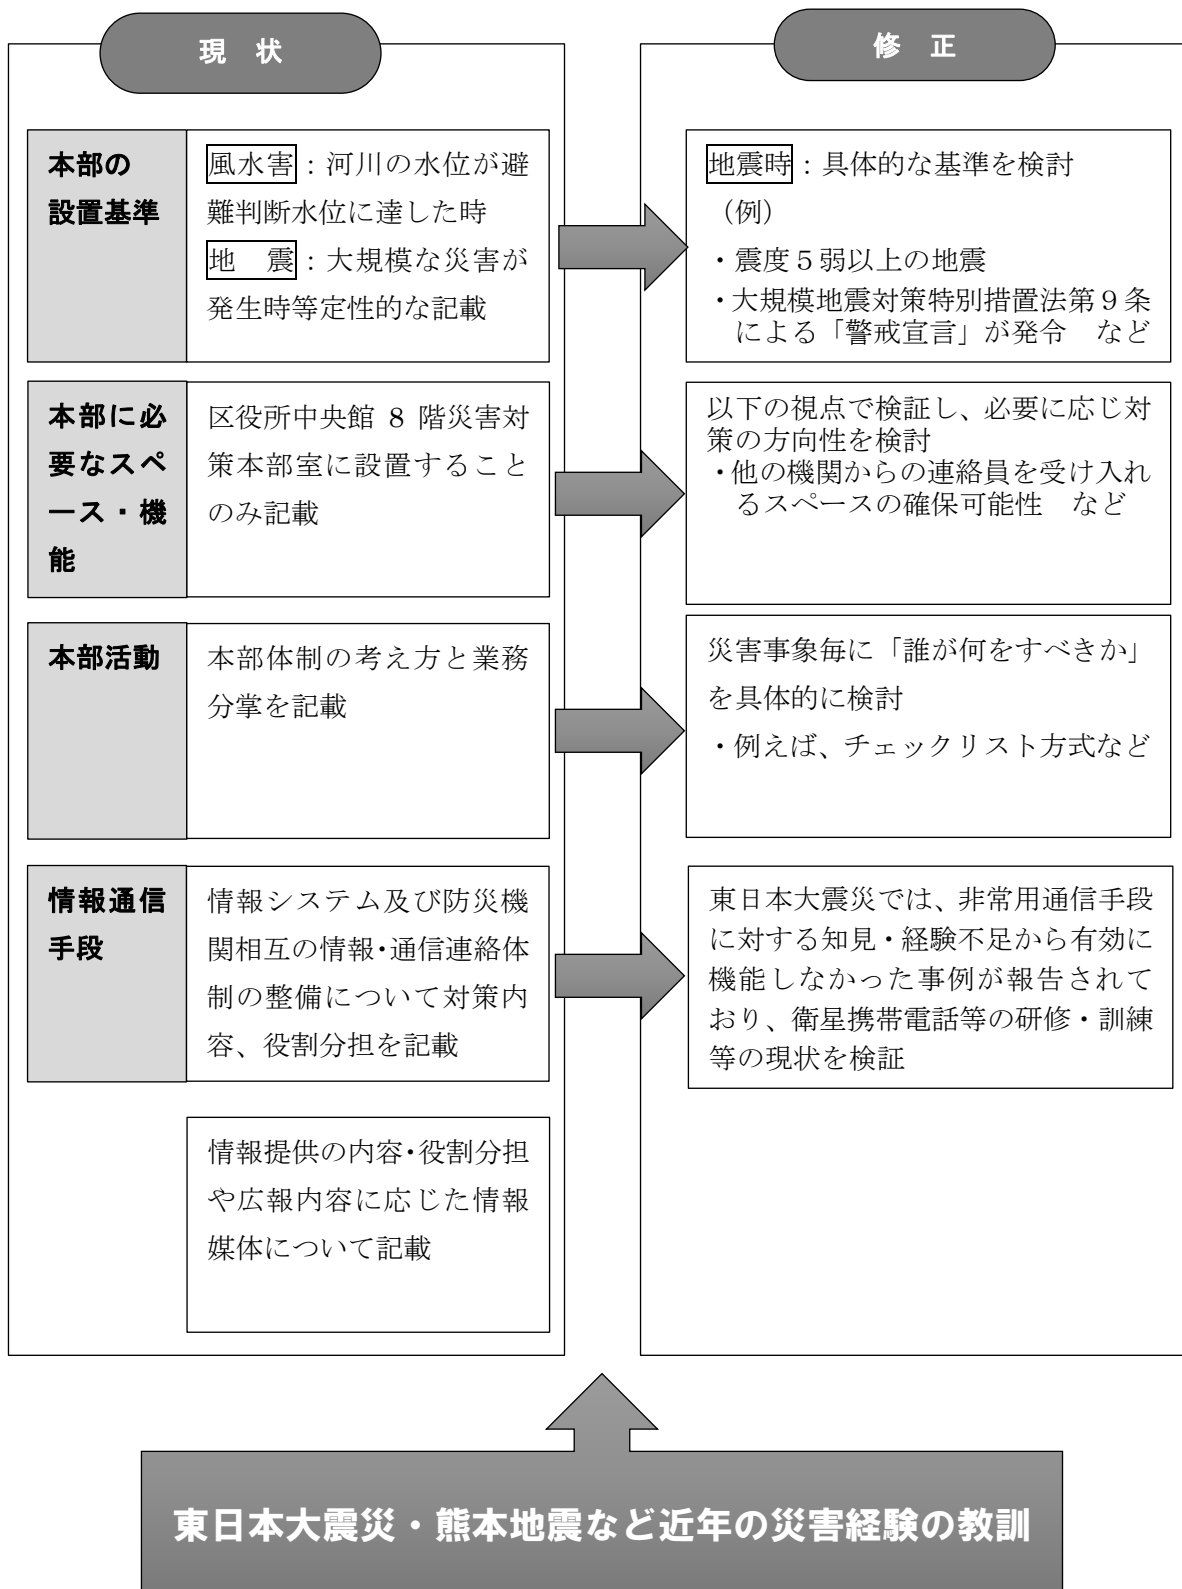 現　状
修　正
本部の
設置基準
風水害：河川の水位が避
難判断水位に達した時
地　震：大規模な災害が
発生時等定性的な記載
地震時：具体的な基準を検討
（例）
・震度５弱以上の地震
・大規模地震対策特別措置法第９条
による「警戒宣言」が発令　など
本部に必
要なスペ
ース・機
能
区役所中央館 8 階災害対
策本部室に設置すること
のみ記載
以下の視点で検証し、必要に応じ対
策の方向性を検討
・他の機関からの連絡員を受け入れ
るスペースの確保可能性　など
本部活動
本部体制の考え方と業務
分掌を記載
災害事象毎に「誰が何をすべきか」
を具体的に検討
・例えば、チェックリスト方式など
情報通信
手段
情報システム及び防災機
関相互の情報・通信連絡体
制の整備について対策内
容、役割分担を記載
東日本大震災では、非常用通信手段
に対する知見・経験不足から有効に
機能しなかった事例が報告されて
おり、衛星携帯電話等の研修・訓練
等の現状を検証
情報提供の内容・役割分担
や広報内容に応じた情報
媒体について記載
東日本大震災・熊本地震など近年の災害経験の教訓